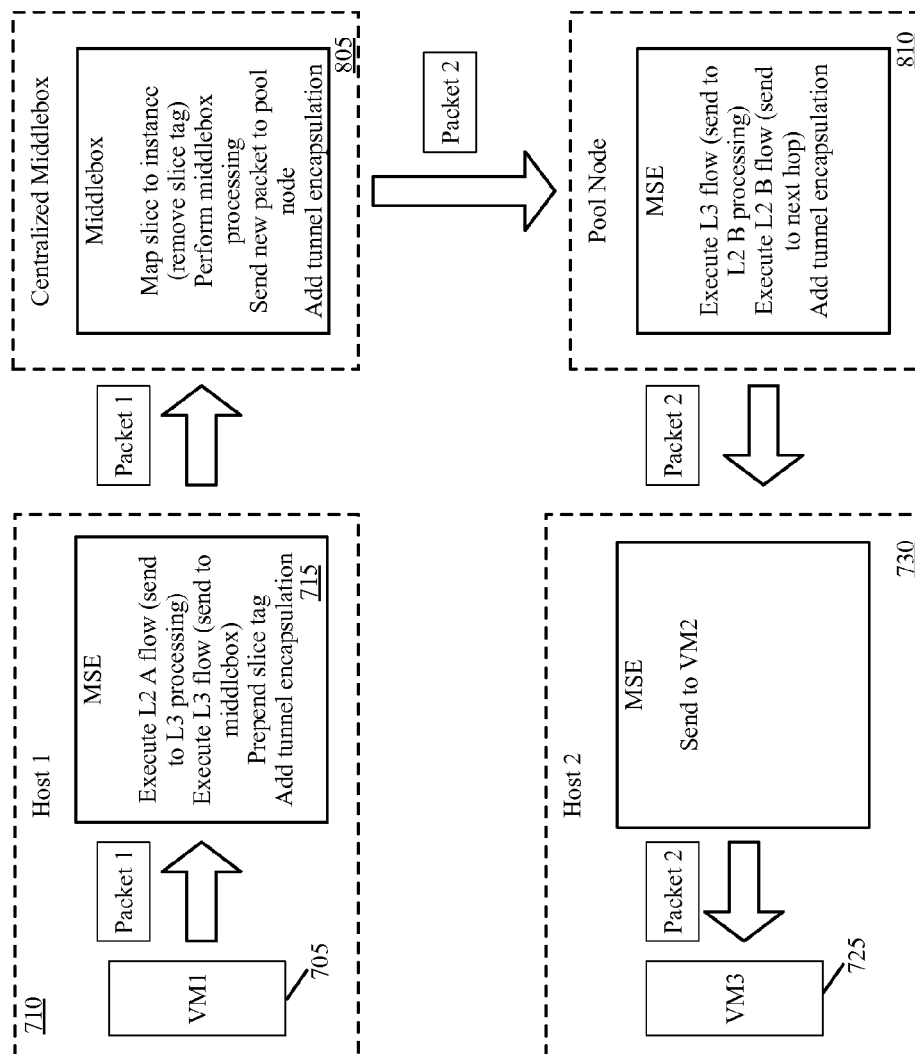 710
Host 1
VM1
705
Packet 1
MSE
Execute L2 A flow (send
to L3 processing)
Execute L3 flow (send to
middlebox)
Prepend slice tag
Add tunnel encapsulation
715
Packet 1
Centralized Middlebox
Middlebox
Map slice to instance
(remove slice tag)
Perform middlebox
processing
Send new packet to pool
node
Add tunnel encapsulation
805
Packet 2
Pool Node
MSE
Execute L3 flow (send to
L2 B processing)
Execute L2 B flow (send
to next hop)
Add tunnel encapsulation
810
Packet 2
Host 2
MSE
Send to VM2
730
Packet 2
VM3
725